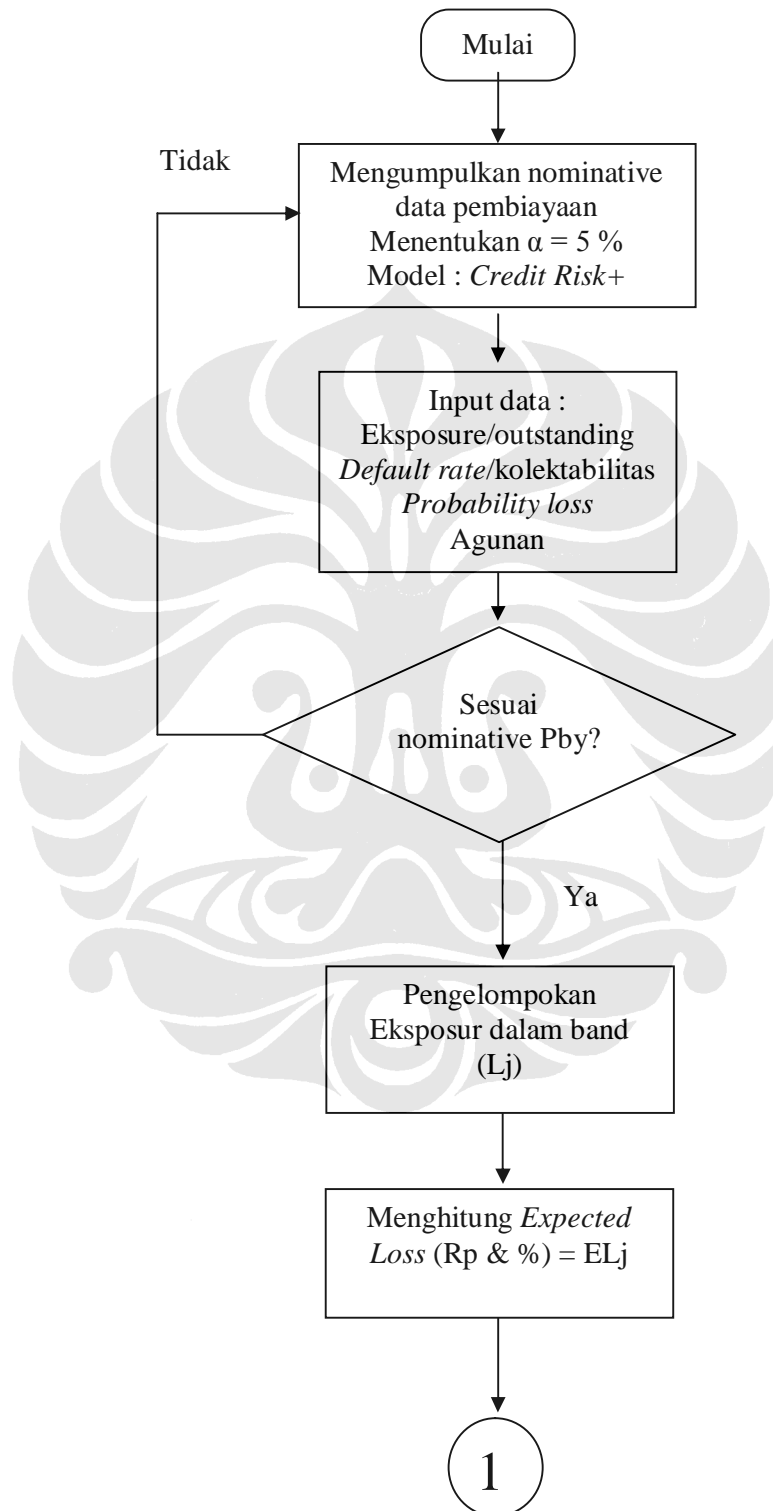 Mulai
Tidak
Mengumpulkan nominative
data pembiayaan
Menentukan α = 5 %
Model : Credit Risk+
Input data :
Eksposure/outstanding
Default rate/kolektabilitas
Probability loss
Agunan
Sesuai
nominative Pby?
Ya
Pengelompokan
Eksposur dalam band
(Lj)
Menghitung Expected
Loss (Rp & %) = ELj
1